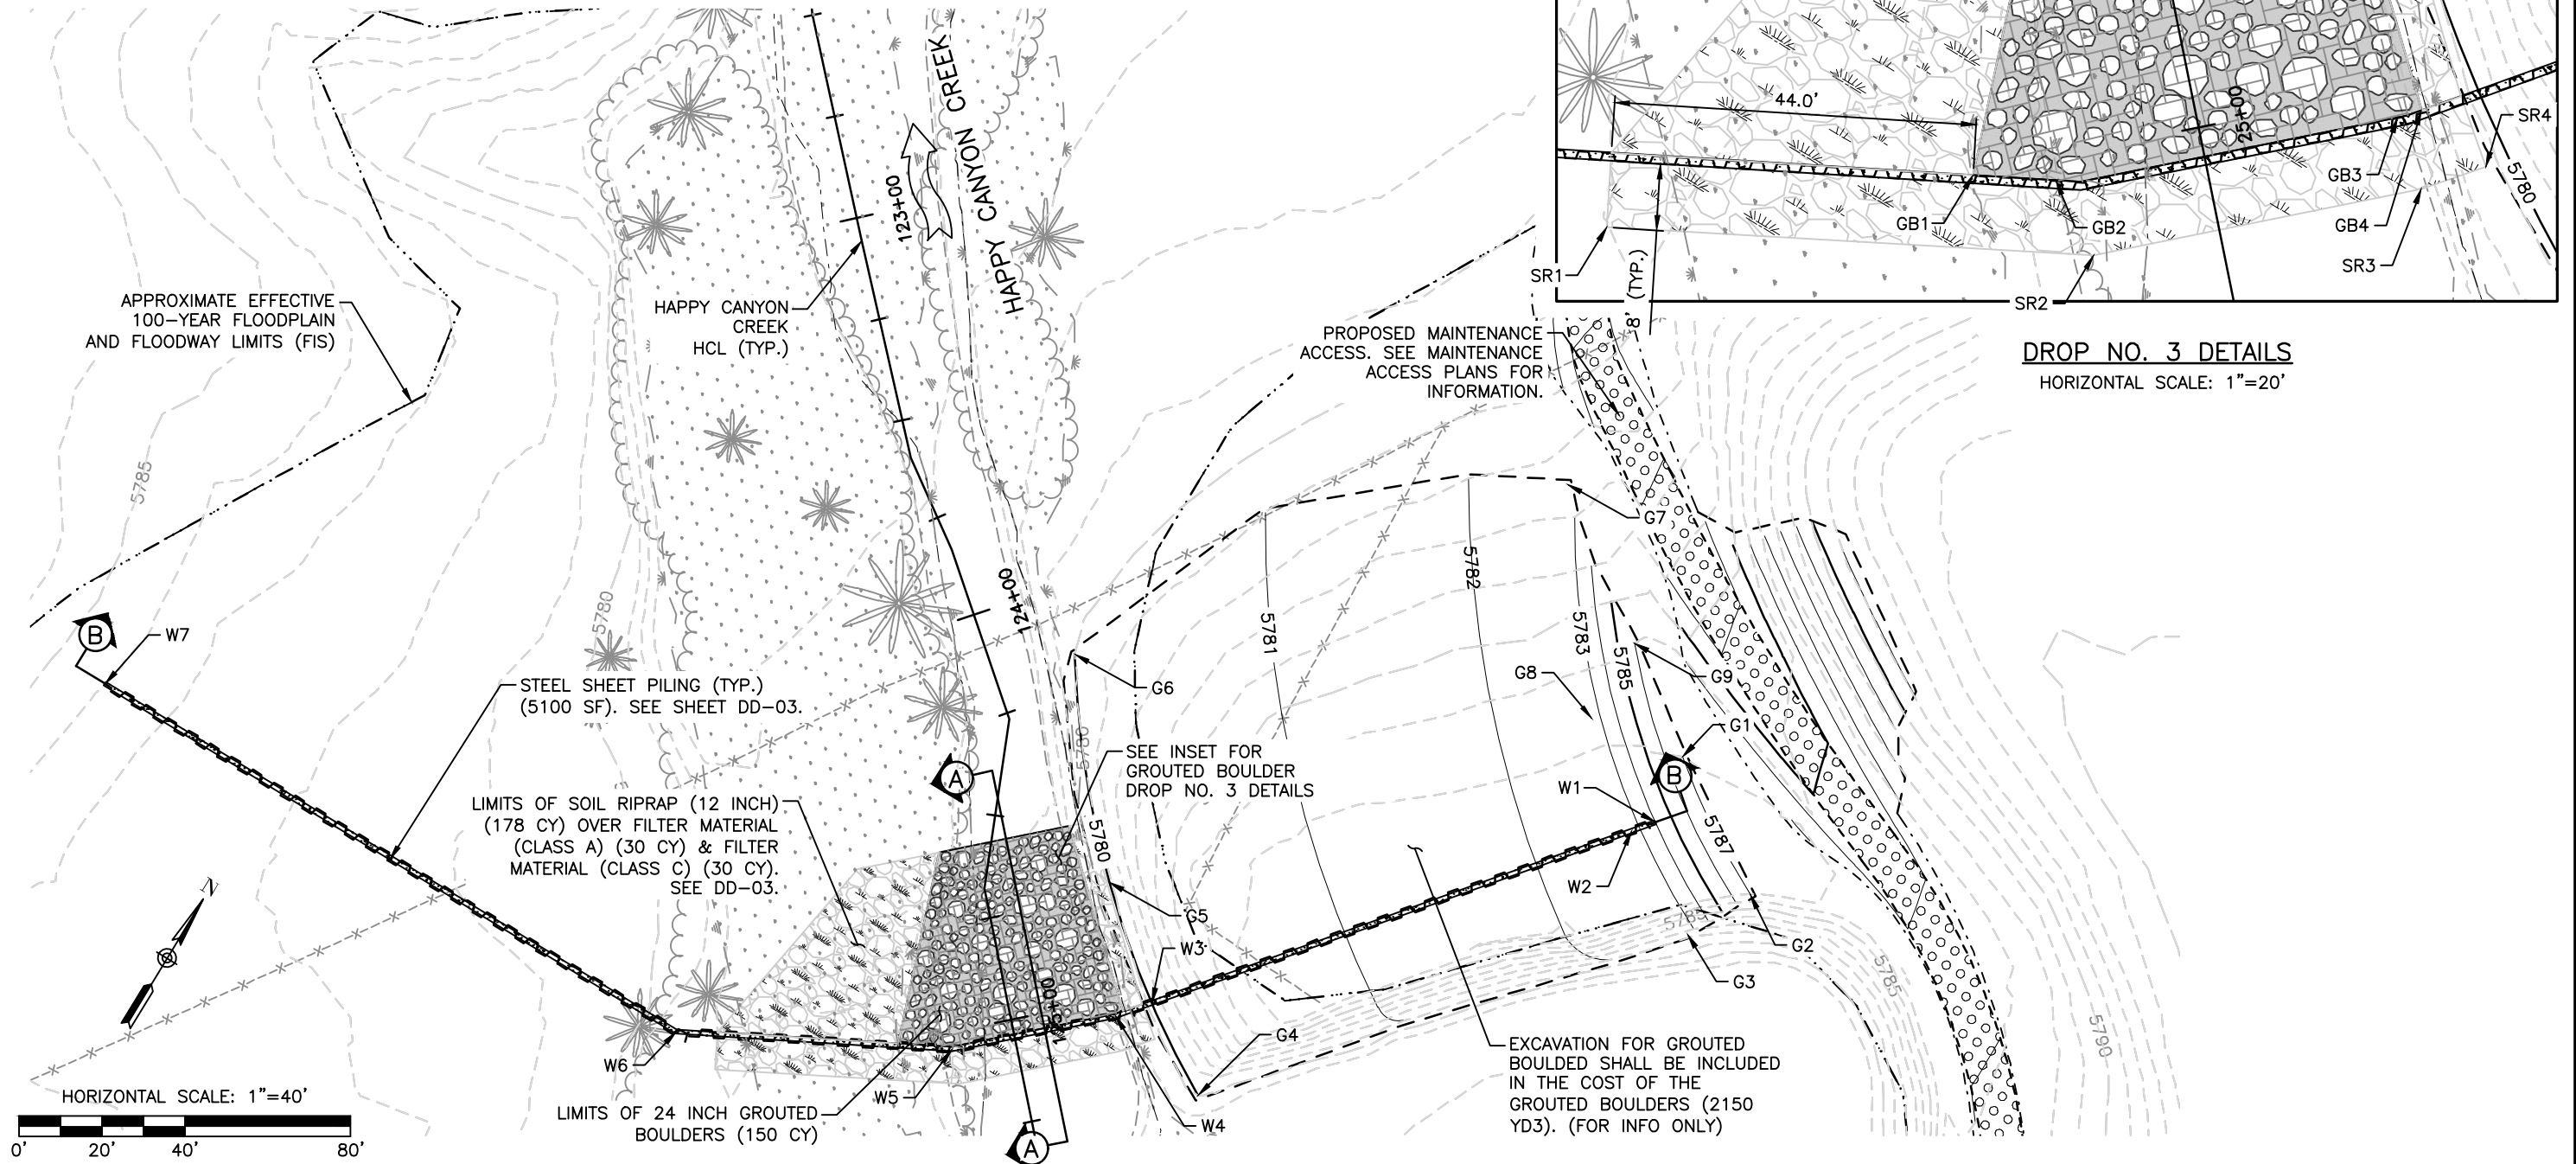 44.0'
25+00
SR4
5780
GB3
GB1
GB2
GB4
SR3
SR1
SR2
8' (TYP.)
DROP NO. 3 DETAILS
HORIZONTAL SCALE: 1"=20'
HAPPY CANYON CREEK
123+00
APPROXIMATE EFFECTIVE
100-YEAR FLOODPLAIN
AND FLOODWAY LIMITS (FIS)
HAPPY CANYON
CREEK
HCL (TYP.)
PROPOSED MAINTENANCE
ACCESS. SEE MAINTENANCE
ACCESS PLANS FOR
INFORMATION.
5785
G7
5782
5781
5783
5785
124+00
5780
B
W7
STEEL SHEET PILING (TYP.)
(5100 SF). SEE SHEET DD-03.
G6
G8
G9
G1
B
5780
SEE INSET FOR
GROUTED BOULDER
DROP NO. 3 DETAILS
A
W1
W2
5787
LIMITS OF SOIL RIPRAP (12 INCH)
(178 CY) OVER FILTER MATERIAL
(CLASS A) (30 CY) & FILTER
MATERIAL (CLASS C) (30 CY).
SEE DD-03.
5780
G5
W3
5785
G2
G3
5785
N
125+00
G4
5790
W6
W5
W4
EXCAVATION FOR GROUTED
BOULDED SHALL BE INCLUDED
IN THE COST OF THE
GROUTED BOULDERS (2150
YD3). (FOR INFO ONLY)
LIMITS OF 24 INCH GROUTED
BOULDERS (150 CY)
A
HORIZONTAL SCALE: 1"=40'
0' 20' 40' 80'